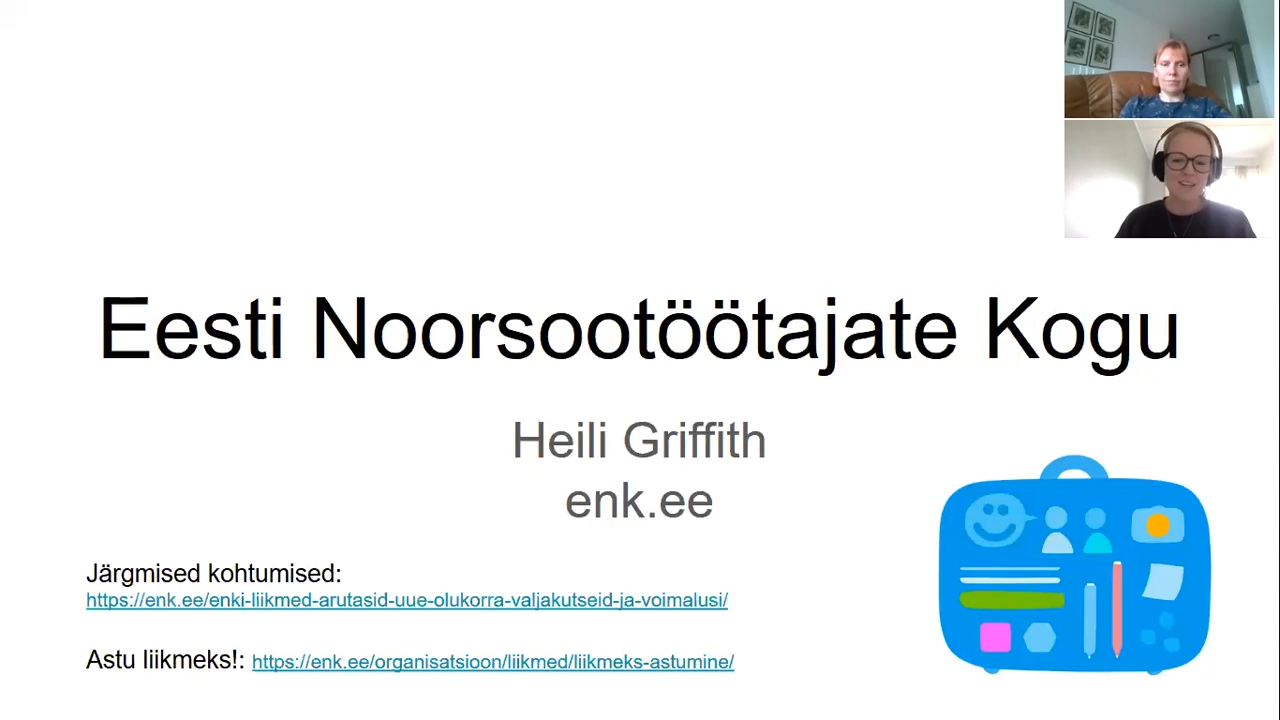 Eesti Noorsootöötajate Kogu
Heili Griffith
enk.ee
Järgmised kohtumised:
https://enk.ee/enki-liikmed-arutasid-uue-olukorra-valjakutseid-ja-voimalusi/
Astu liikmeks!: https://enk.ee/organisatsioon/liikmed/liikmeks-astumine/